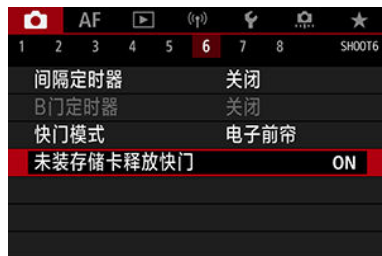 AF
1 2 3 4 5 6 7 8 SHOOT6
间隔定时器 关闭
B门定时器 关闭
快门模式 电子前帘
未装存储卡释放快门 ON